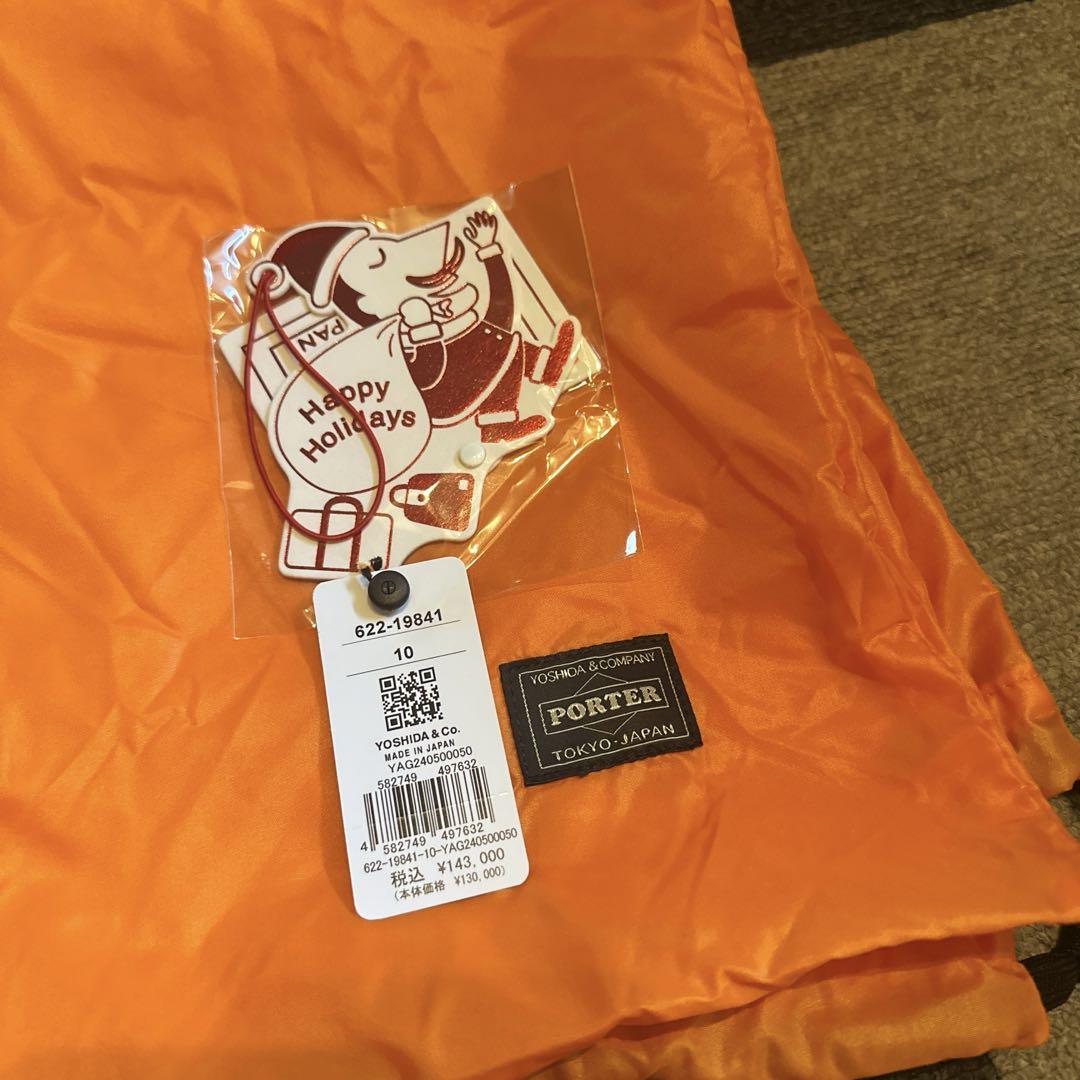 PAN
Happy
Holidays
622-19841
10
YOSHIDA & Co.
MADE IN JAPAN
YAG240500050
582749 497632
4 582749 497632
622-19841-10-YAG240500050
税込 ¥143,000
(本体価格 ¥130,000)
YOSHIDA & COMPANY
PORTER
TOKYO-JAPAN